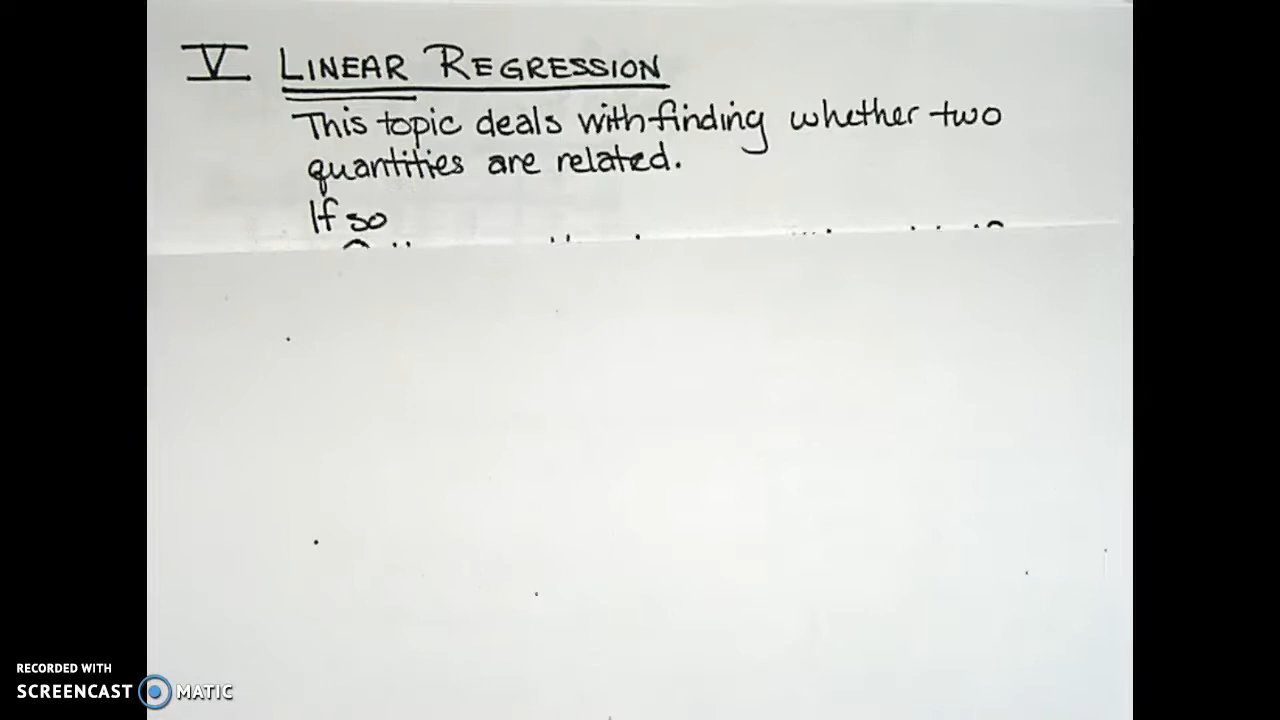 V LINEAR REGRESSION
This topic deals with finding whether two
quantities are related.
If so
RECORDED WITH
SCREENCAST MATIC